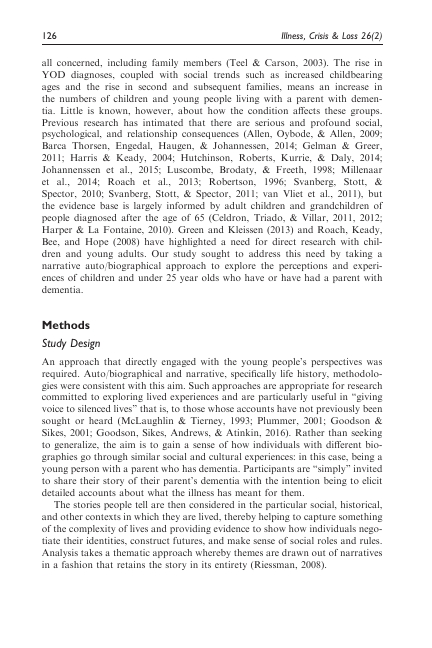 126
Illness, Crisis & Loss 26(2)
all concerned, including family members (Teel & Carson, 2003). The rise in
YOD diagnoses, coupled with social trends such as increased childbearing
ages and the rise in second and subsequent families, means an increase in
the numbers of children and young people living with a parent with demen-
tia. Little is known, however, about how the condition affects these groups.
Previous research has intimated that there are serious and profound social,
psychological, and relationship consequences (Allen, Oybode, & Allen, 2009;
Barca Thorsen, Engedal, Haugen, & Johannessen, 2014; Gelman & Greer,
2011; Harris & Keady, 2004; Hutchinson, Roberts, Kurrie, & Daly, 2014;
Johannenssen et al., 2015; Luscombe, Brodaty, & Freeth, 1998; Millenaar
et al., 2014; Roach et al., 2013; Robertson, 1996; Svanberg, Stott, &
Spector, 2010; Svanberg, Stott, & Spector, 2011; van Vliet et al., 2011), but
the evidence base is largely informed by adult children and grandchildren of
people diagnosed after the age of 65 (Celdron, Triado, & Villar, 2011, 2012;
Harper & La Fontaine, 2010). Green and Kleissen (2013) and Roach, Keady,
Bee, and Hope (2008) have highlighted a need for direct research with chil-
dren and young adults. Our study sought to address this need by taking a
narrative auto/biographical approach to explore the perceptions and experi-
ences of children and under 25 year olds who have or have had a parent with
dementia.
Methods
Study Design
An approach that directly engaged with the young people's perspectives was
required. Auto/biographical and narrative, specifically life history, methodolo-
gies were consistent with this aim. Such approaches are appropriate for research
committed to exploring lived experiences and are particularly useful in "giving
voice to silenced lives" that is, to those whose accounts have not previously been
sought or heard (McLaughlin & Tierney, 1993; Plummer, 2001; Goodson &
Sikes, 2001; Goodson, Sikes, Andrews, & Atinkin, 2016). Rather than seeking
to generalize, the aim is to gain a sense of how individuals with different bio-
graphies go through similar social and cultural experiences: in this case, being a
young person with a parent who has dementia. Participants are "simply" invited
to share their story of their parent's dementia with the intention being to elicit
detailed accounts about what the illness has meant for them.
The stories people tell are then considered in the particular social, historical,
and other contexts in which they are lived, thereby helping to capture something
of the complexity of lives and providing evidence to show how individuals nego-
tiate their identities, construct futures, and make sense of social roles and rules.
Analysis takes a thematic approach whereby themes are drawn out of narratives
in a fashion that retains the story in its entirety (Riessman, 2008).